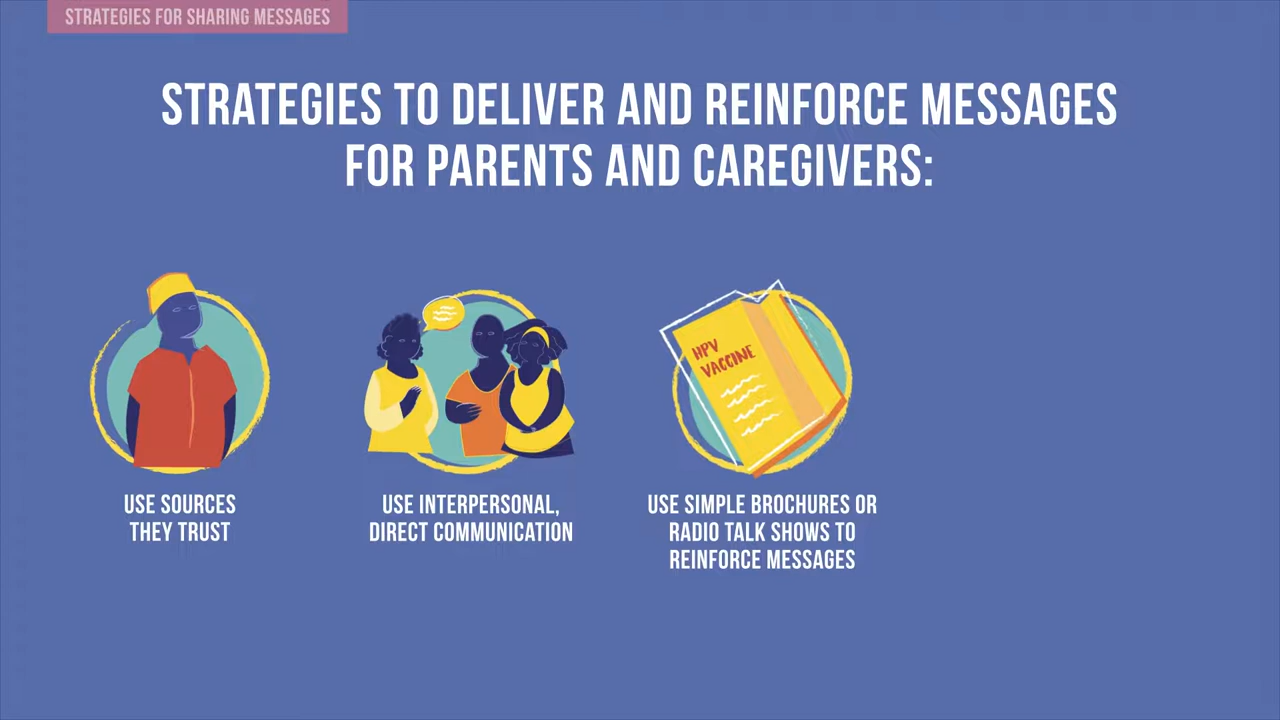 STRATEGIES FOR SHARING MESSAGES
STRATEGIES TO DELIVER AND REINFORCE MESSAGES
FOR PARENTS AND CAREGIVERS:
HPV
VACCINE
USE SOURCES
THEY TRUST
USE INTERPERSONAL,
DIRECT COMMUNICATION
USE SIMPLE BROCHURES OR
RADIO TALK SHOWS TO
REINFORCE MESSAGES